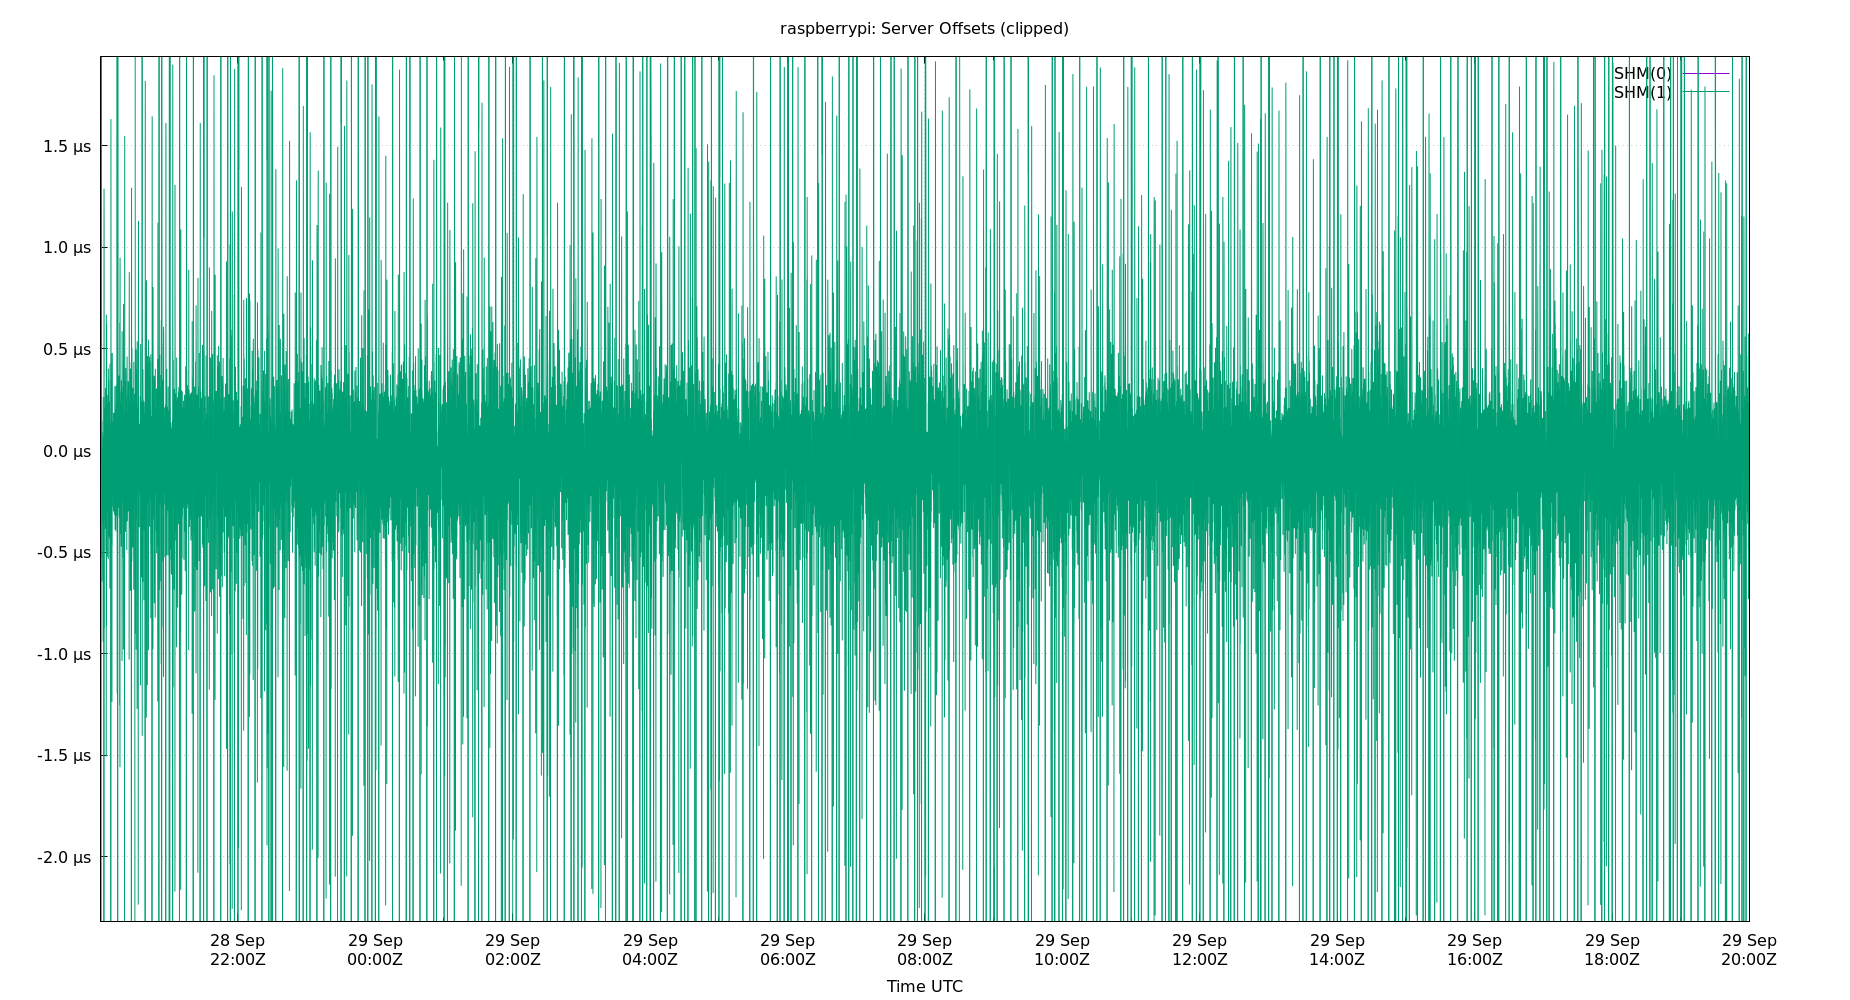 raspberrypi: Server Offsets (clipped)
SHM(0)
SHM(1)
1.5 µs
1.0 µs
0.5 µs
0.0 µs
-0.5 µs
-1.0 µs
-1.5 µs
-2.0 µs
28 Sep 29 Sep 29 Sep 29 Sep 29 Sep 29 Sep 29 Sep 29 Sep 29 Sep 29 Sep 29 Sep 29 Sep
22:00Z 00:00Z 02:00Z 04:00Z 06:00Z 08:00Z 10:00Z 12:00Z 14:00Z 16:00Z 18:00Z 20:00Z
Time UTC